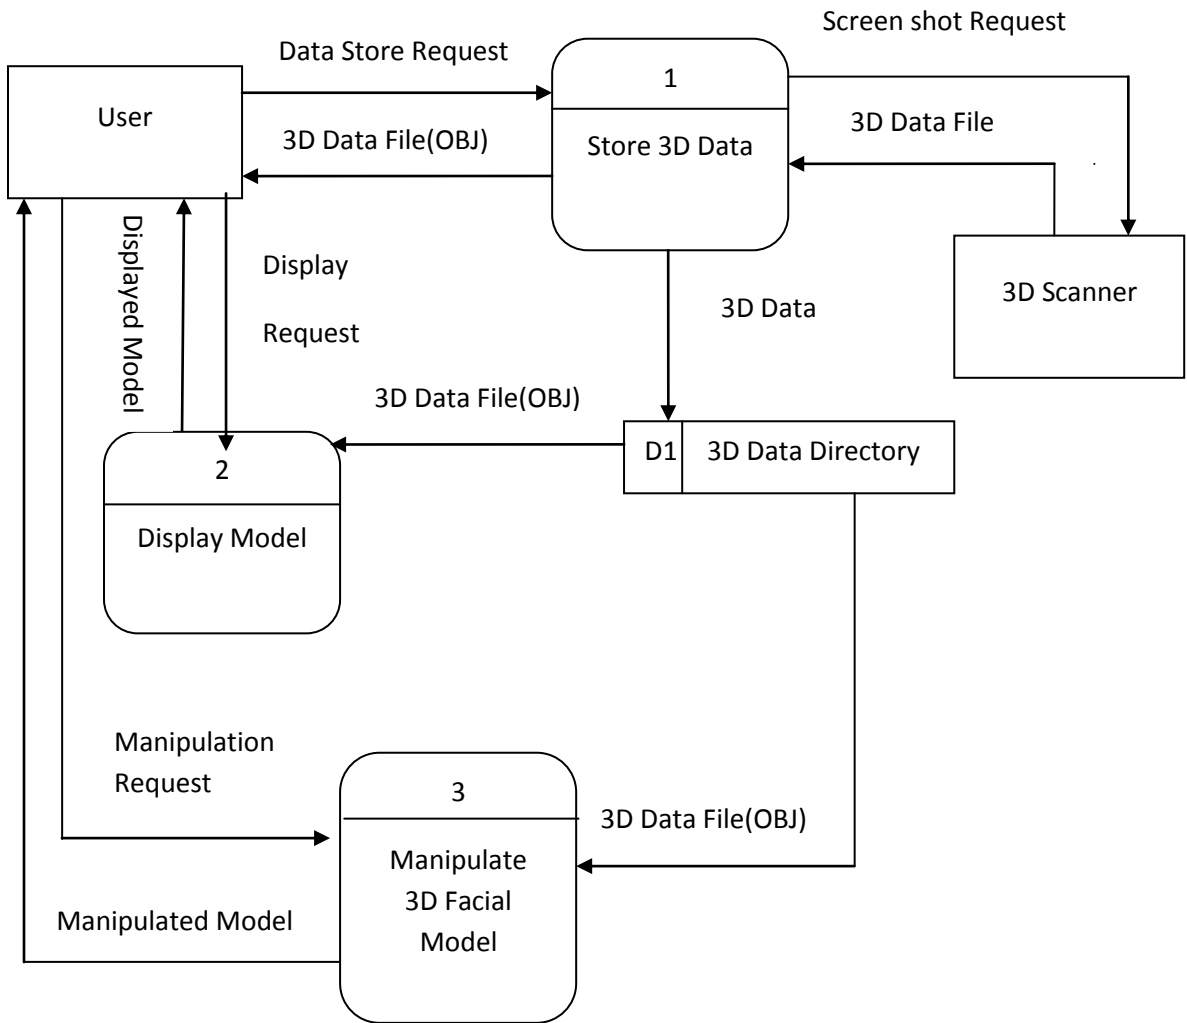 Screen shot Request
Data Store Request
1
User
3D Data File(OBJ)
Store 3D Data
3D Data File
Displayed Model
Display
Request
3D Data
3D Scanner
3D Data File(OBJ)
D1
3D Data Directory
2
Display Model
Manipulation
Request
3
3D Data File(OBJ)
Manipulate
3D Facial
Model
Manipulated Model